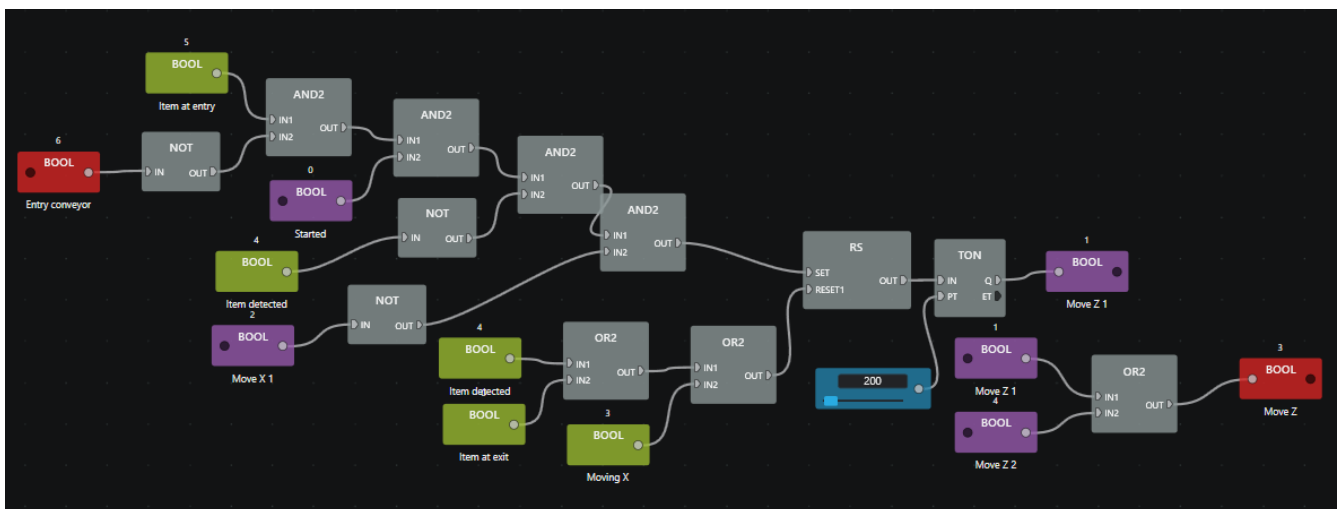 5
BOOL
Item at entry
6
BOOL
Entry conveyor
NOT
IN OUT
AND2
IN1
IN2
OUT
0
BOOL
Started
AND2
IN1
IN2
OUT
4
BOOL
Item detected
NOT
IN OUT
AND2
IN1
IN2
OUT
2
BOOL
Move X 1
NOT
IN OUT
AND2
IN1
IN2
OUT
4
BOOL
Item detected
BOOL
Item at exit
OR2
IN1
IN2
OUT
3
BOOL
Moving X
OR2
IN1
IN2
OUT
RS
SET
RESET1
OUT
200
TON
IN Q
PT ET
1
BOOL
Move Z 1
1
BOOL
Move Z 1
4
BOOL
Move Z 2
OR2
IN1
IN2
OUT
3
BOOL
Move Z